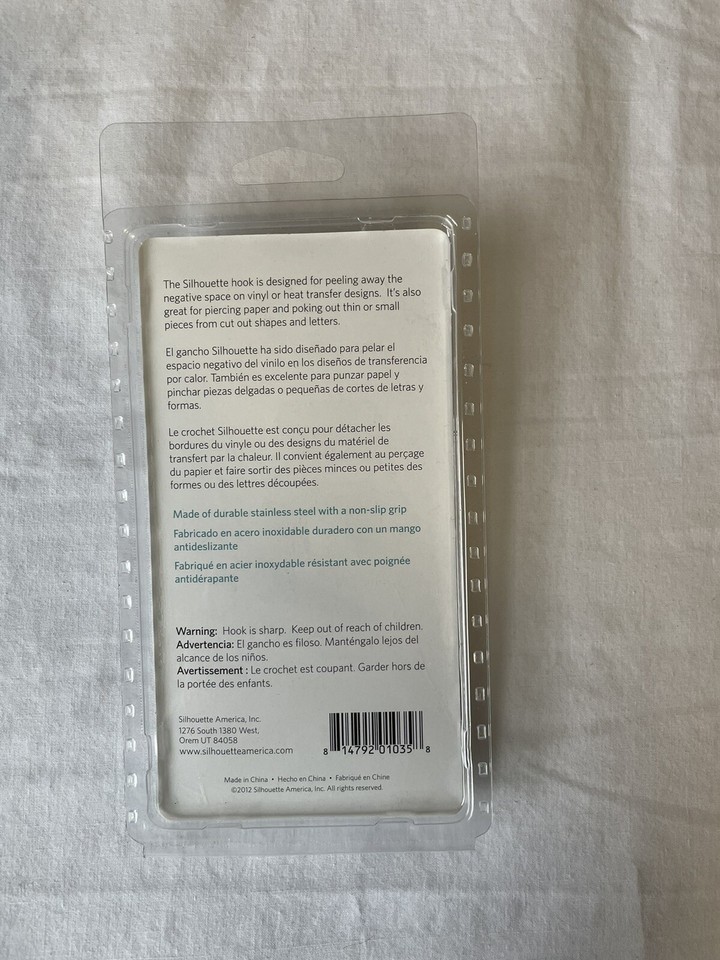 The Silhouette hook is designed for peeling away the
negative space on vinyl or heat transfer designs. It's also
great for piercing paper and poking out thin or small
pieces from cut out shapes and letters.
El gancho Silhouette ha sido diseñado para pelar el
espacio negativo del vinilo en los diseños de transferencia
por calor. También es excelente para punzar papel y
pinchar piezas delgadas o pequeñas de cortes de letras y
formas.
Le crochet Silhouette est conçu pour détacher les
bordures du vinyle ou des designs du matériel de
transfert par la chaleur. Il convient également au perçage
du papier et faire sortir des pièces minces ou petites des
formes ou des lettres découpées.
Made of durable stainless steel with a non-slip grip
Fabricado en acero inoxidable duradero con un mango
antideslizante
Fabriqué en acier inoxydable résistant avec poignée
antidérapante
Warning: Hook is sharp. Keep out of reach of children.
Advertencia: El gancho es filoso. Manténgalo lejos del
alcance de los niños.
Avertissement : Le crochet est coupant. Garder hors de
la portée des enfants.
Silhouette America, Inc.
1276 South 1380 West,
Orem UT 84058
www.silhouetteamerica.com
8 14792 01035 8
Made in China • Hecho en China • Fabriqué en Chine
©2012 Silhouette America, Inc. All rights reserved.